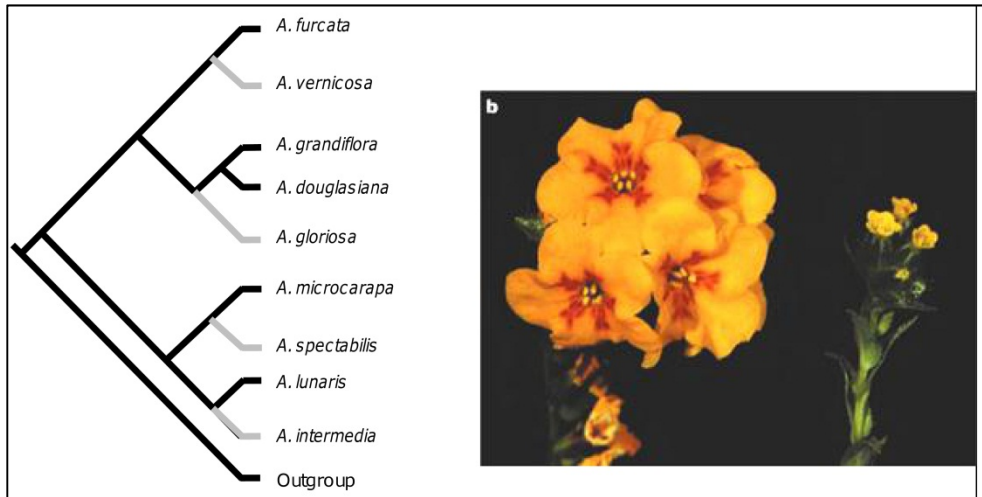 A. furcata
A. vernicosa
A. grandiflora
A. douglasiana
A. gloriosa
A. microcarapa
A. spectabilis
A. lunaris
A. intermedia
Outgroup
b